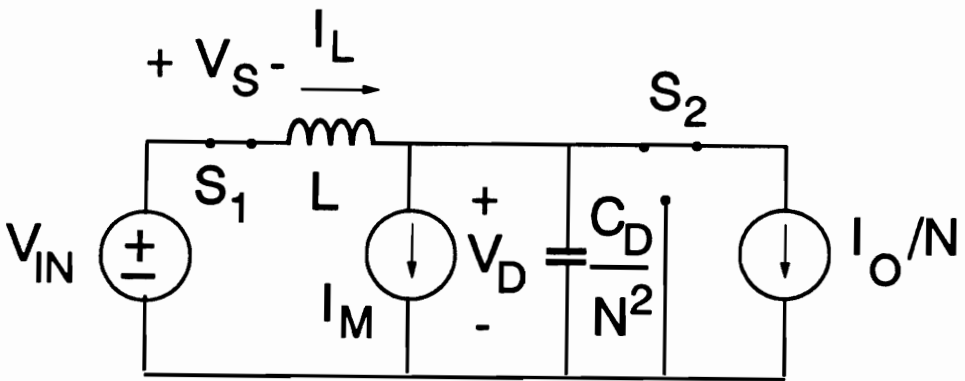 + V_S - I_L
S_1
L
S_2
V_IN
+
−
I_M
+
V_D
-
C_D
N^2
I_O/N